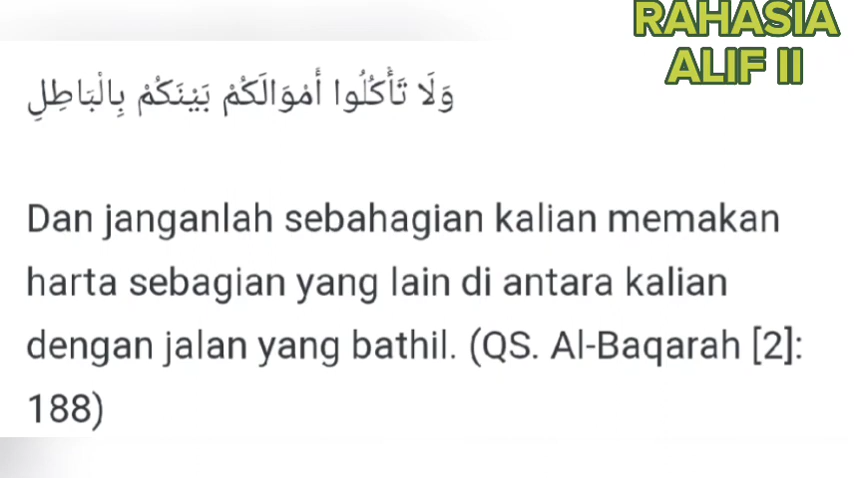 RAHASIA
ALIF II
وَلَا تَأْكُلُوا أَمْوَالَكُمْ بَيْنَكُمْ بِالْبَاطِلِ
Dan janganlah sebahagian kalian memakan
harta sebagian yang lain di antara kalian
dengan jalan yang bathil. (QS. Al-Baqarah [2]:
188)